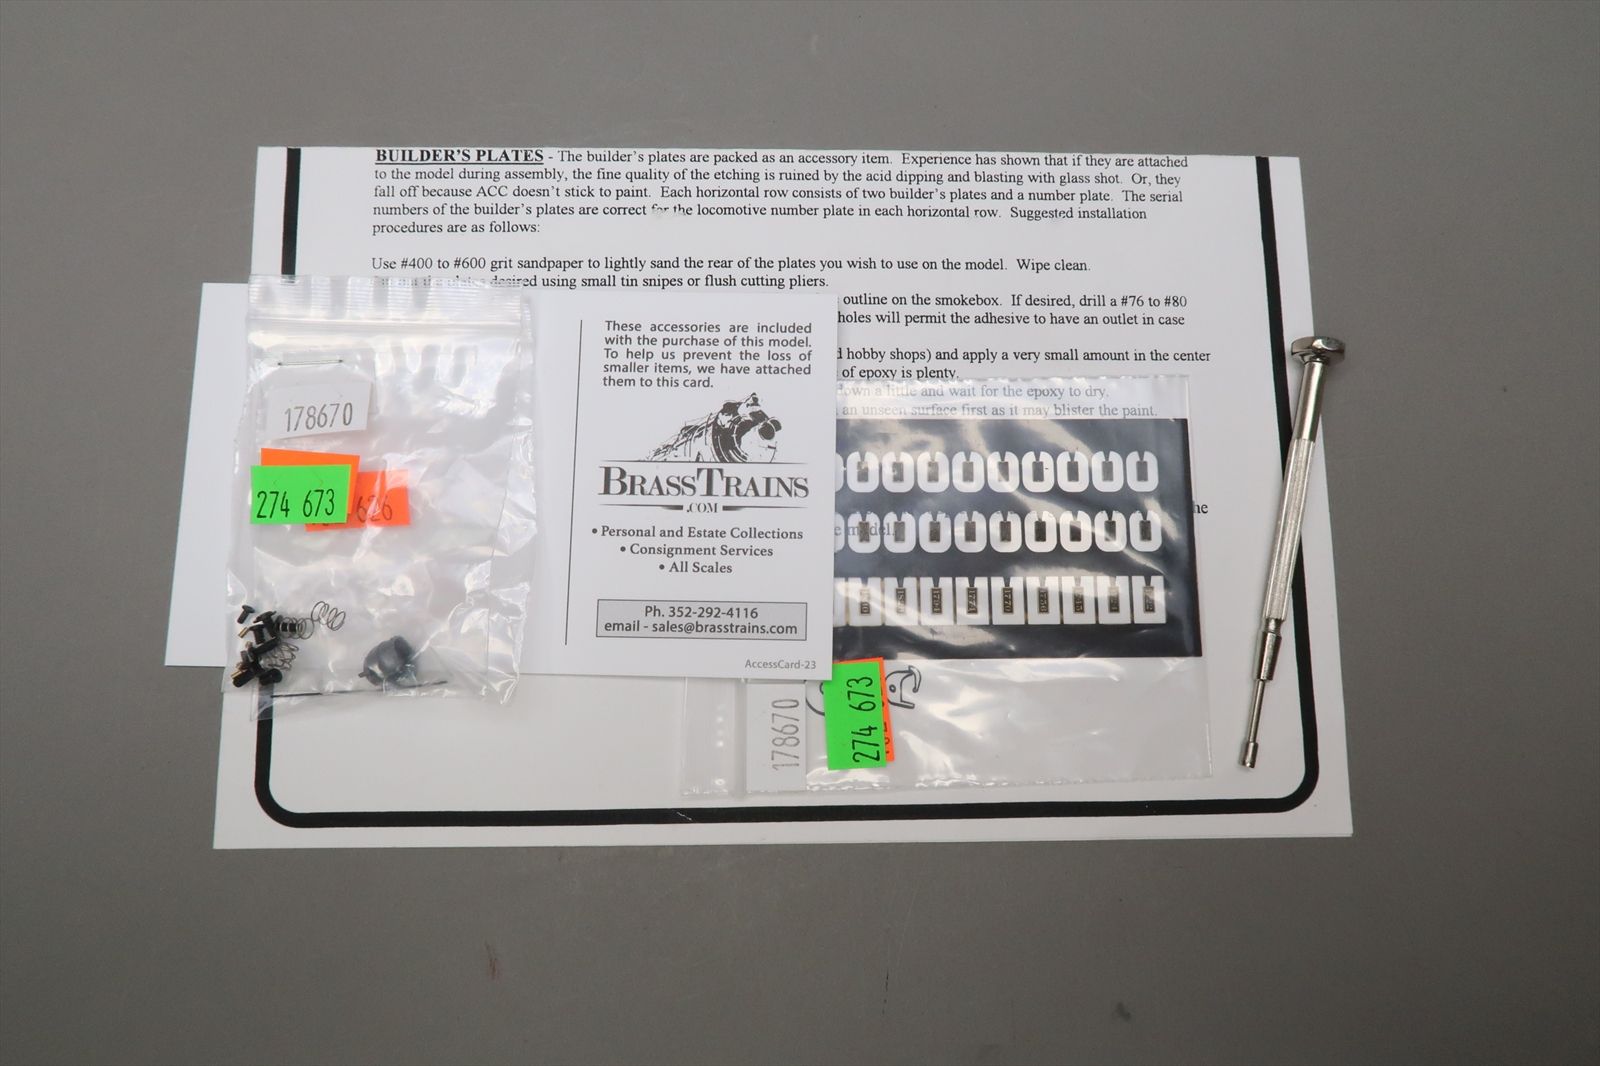 BUILDER'S PLATES - The builder's plates are packed as an accessory item. Experience has shown that if they are attached
to the model during assembly, the fine quality of the etching is ruined by the acid dipping and blasting with glass shot. Or, they
fall off because ACC doesn't stick to paint. Each horizontal row consists of two builder's plates and a number plate. The serial
numbers of the builder's plates are correct for the locomotive number plate in each horizontal row. Suggested installation
procedures are as follows:
Use #400 to #600 grit sandpaper to lightly sand the rear of the plates you wish to use on the model. Wipe clean.
the plates desired using small tin snipes or flush cutting pliers.
outline on the smokebox. If desired, drill a #76 to #80
holes will permit the adhesive to have an outlet in case
hobby shops) and apply a very small amount in the center
of epoxy is plenty.
down a little and wait for the epoxy to dry.
an unseen surface first as it may blister the paint.
he
model.
These accessories are included
with the purchase of this model.
To help us prevent the loss of
smaller items, we have attached
them to this card.
BRASSTRAINS
.COM
• Personal and Estate Collections
• Consignment Services
• All Scales
Ph. 352-292-4116
email - sales@brasstrains.com
AccessCard-23
178670
274 673
626
178670
274 673